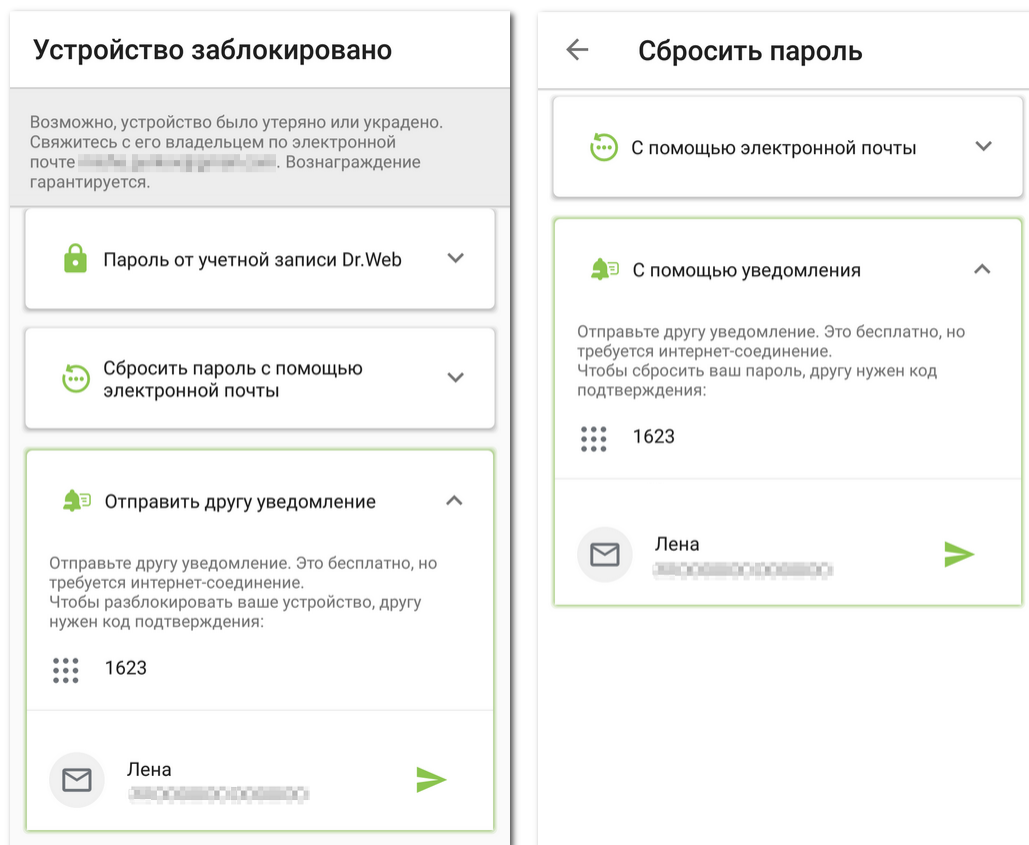 Устройство заблокировано
Возможно, устройство было утеряно или украдено.
Свяжитесь с его владельцем по электронной
почте . Вознаграждение
гарантируется.
Пароль от учетной записи Dr.Web
Сбросить пароль с помощью
электронной почты
Отправить другу уведомление
Отправьте другу уведомление. Это бесплатно, но
требуется интернет-соединение.
Чтобы разблокировать ваше устройство, другу
нужен код подтверждения:
1623
Лена
Сбросить пароль
С помощью электронной почты
С помощью уведомления
Отправьте другу уведомление. Это бесплатно, но
требуется интернет-соединение.
Чтобы сбросить ваш пароль, другу нужен код
подтверждения:
1623
Лена